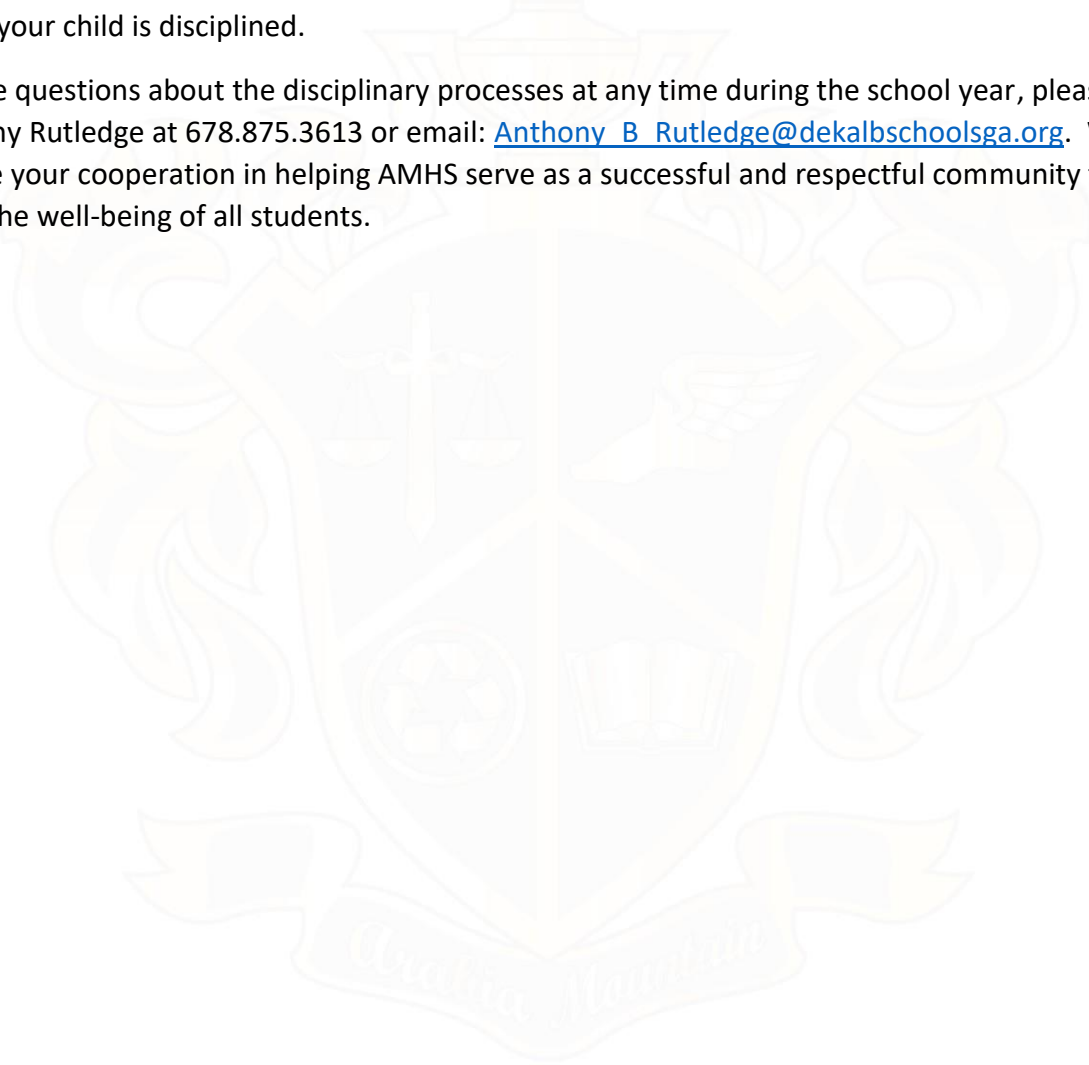 your child is disciplined.
e questions about the disciplinary processes at any time during the school year, pleas
ny Rutledge at 678.875.3613 or email: Anthony_B_Rutledge@dekalbschoolsga.org.
e your cooperation in helping AMHS serve as a successful and respectful community
he well-being of all students.
Arabia Mountain